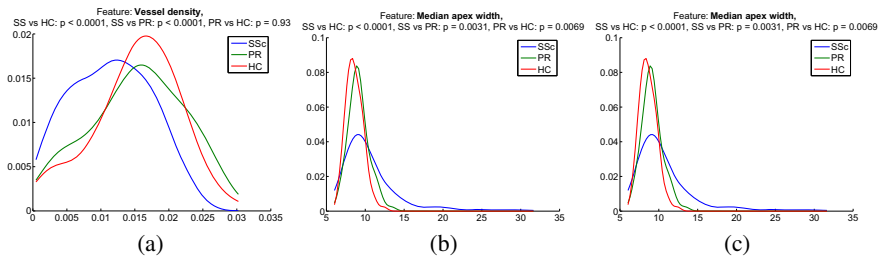 Feature: Vessel density,
SS vs HC: p < 0.0001, SS vs PR: p < 0.0001, PR vs HC: p = 0.93
0.02
0.015
0.01
0.005
0
0 0.005 0.01 0.015 0.02 0.025 0.03 0.035
SSc
PR
HC
(a)
Feature: Median apex width,
SS vs HC: p < 0.0001, SS vs PR: p = 0.0031, PR vs HC: p = 0.0069
0.1
0.08
0.06
0.04
0.02
0
5 10 15 20 25 30 35
SSc
PR
HC
(b)
Feature: Median apex width,
SS vs HC: p < 0.0001, SS vs PR: p = 0.0031, PR vs HC: p = 0.0069
0.1
0.08
0.06
0.04
0.02
0
5 10 15 20 25 30 35
SSc
PR
HC
(c)